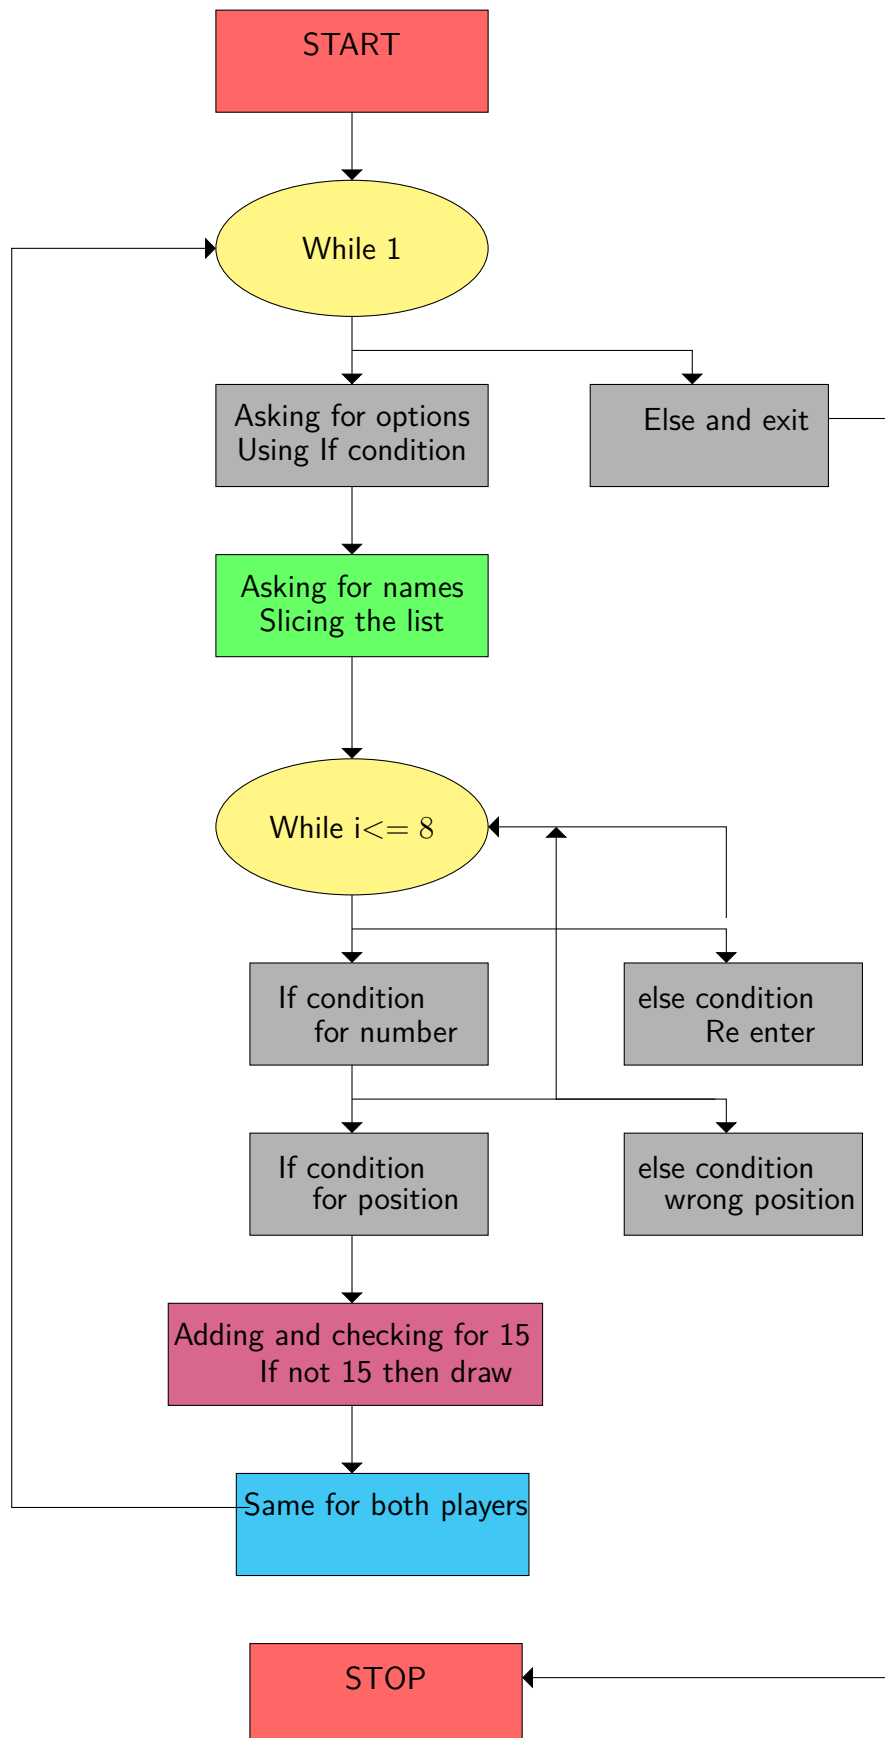 START
While 1
Asking for options
Using If condition
Else and exit
Asking for names
Slicing the list
While i<= 8
If condition
for number
else condition
Re enter
If condition
for position
else condition
wrong position
Adding and checking for 15
If not 15 then draw
Same for both players
STOP